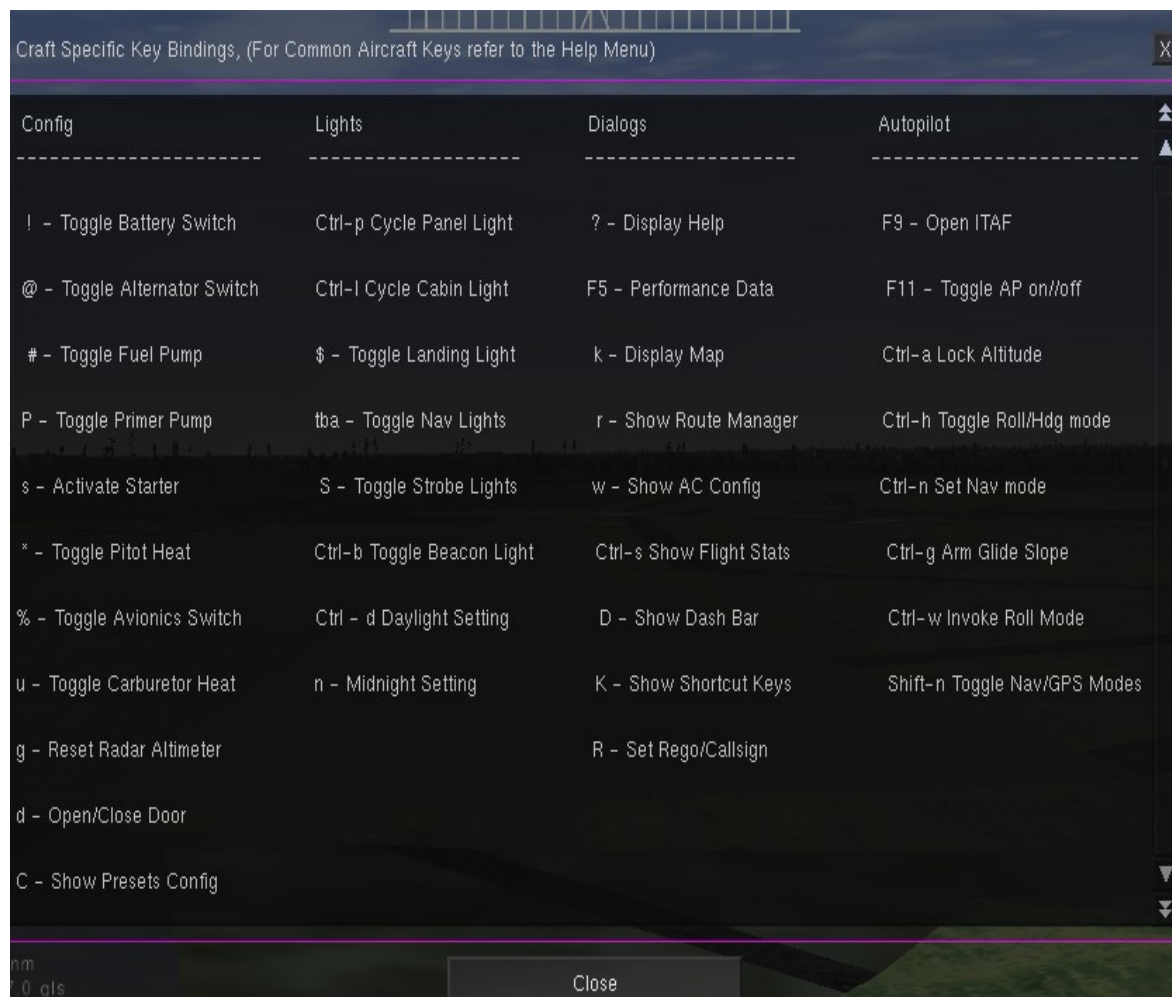 Craft Specific Key Bindings, (For Common Aircraft Keys refer to the Help Menu)
X
Config Lights Dialogs Autopilot
---------------------- ------------------- ------------------- ------------------------
! - Toggle Battery Switch Ctrl-p Cycle Panel Light ? - Display Help F9 - Open ITAF
@ - Toggle Alternator Switch Ctrl-l Cycle Cabin Light F5 - Performance Data F11 - Toggle AP on//off
# - Toggle Fuel Pump $ - Toggle Landing Light k - Display Map Ctrl-a Lock Altitude
P - Toggle Primer Pump tba - Toggle Nav Lights r - Show Route Manager Ctrl-h Toggle Roll/Hdg mode
s - Activate Starter S - Toggle Strobe Lights w - Show AC Config Ctrl-n Set Nav mode
* - Toggle Pitot Heat Ctrl-b Toggle Beacon Light Ctrl-s Show Flight Stats Ctrl-g Arm Glide Slope
% - Toggle Avionics Switch Ctrl - d Daylight Setting D - Show Dash Bar Ctrl-w Invoke Roll Mode
u - Toggle Carburetor Heat n - Midnight Setting K - Show Shortcut Keys Shift-n Toggle Nav/GPS Modes
g - Reset Radar Altimeter R - Set Rego/Callsign
d - Open/Close Door
C - Show Presets Config
nm
.0 gls
Close